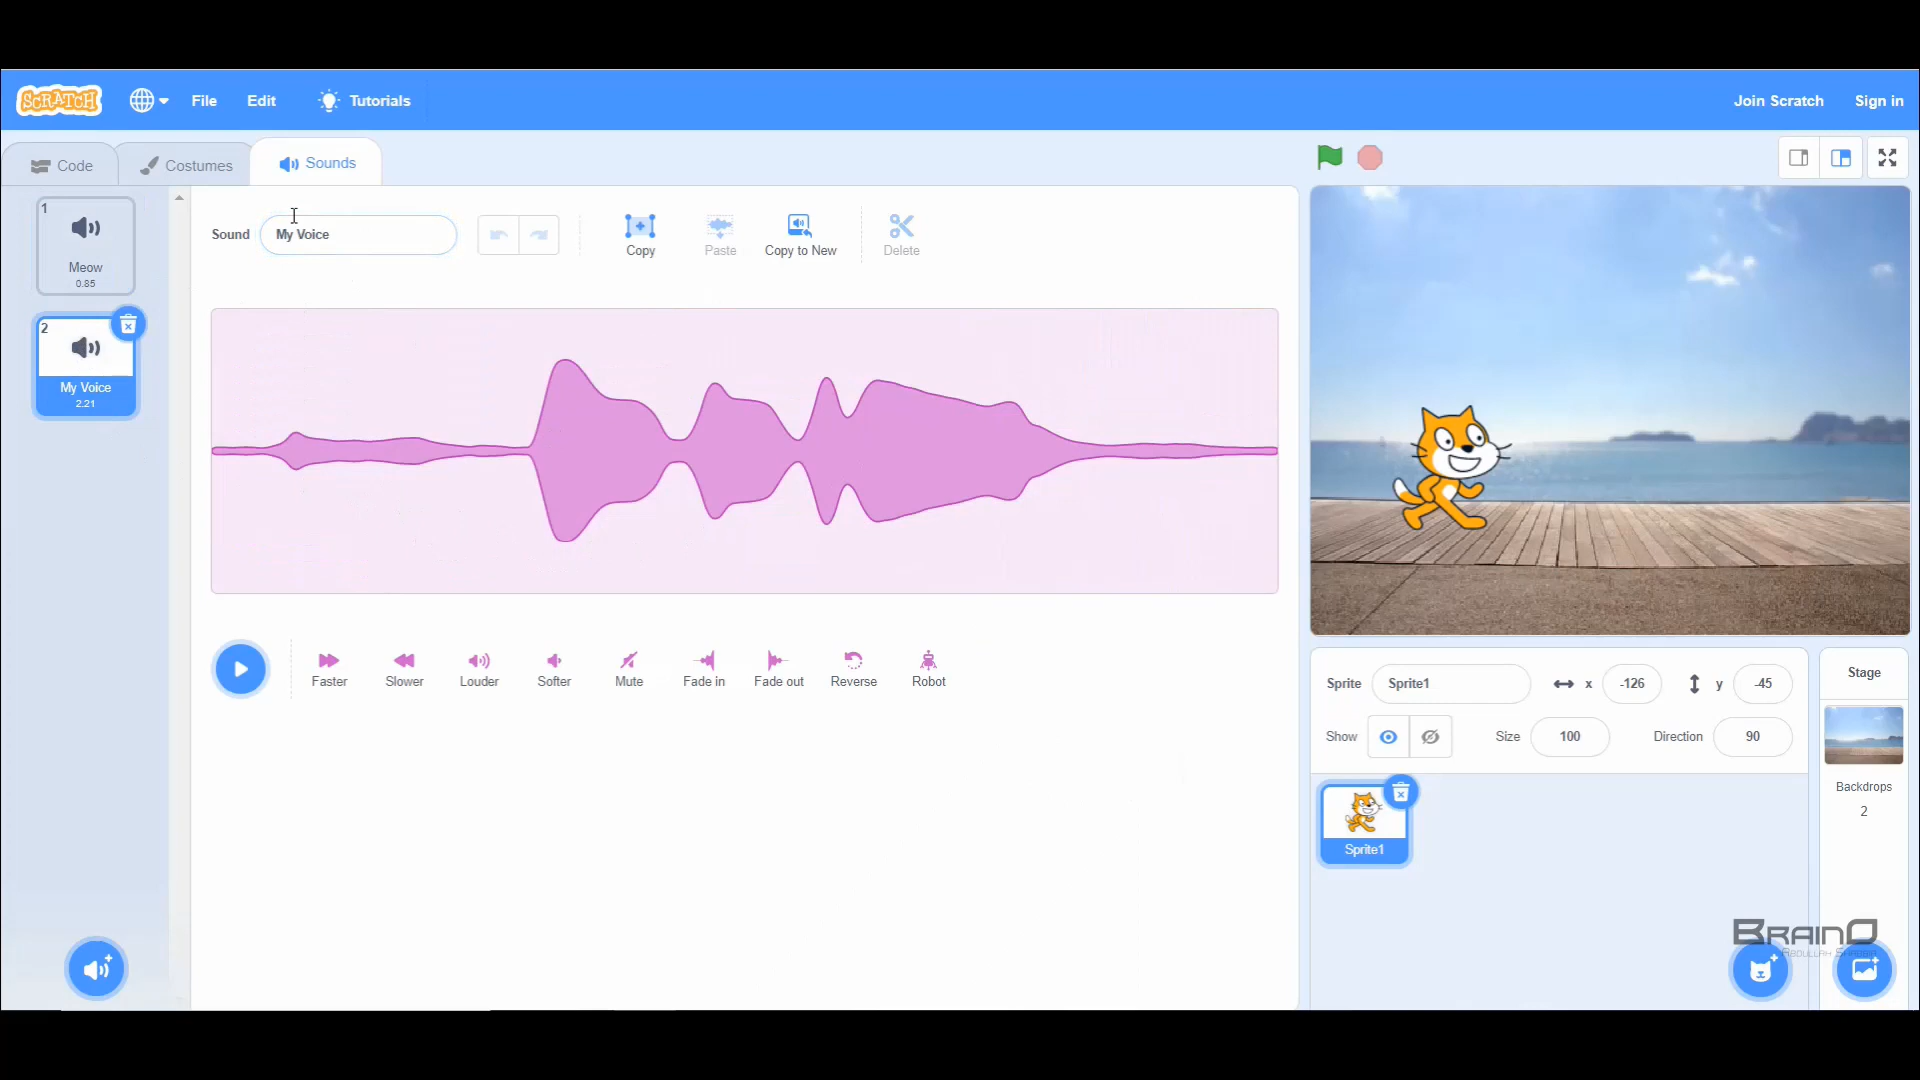 SCRATCH
File
Edit
Tutorials
Join Scratch
Sign in
Code
Costumes
Sounds
1
Meow
0.85
2
My Voice
2.21
Sound
My Voice
Copy
Paste
Copy to New
Delete
Faster
Slower
Louder
Softer
Mute
Fade in
Fade out
Reverse
Robot
Sprite
Sprite1
x
-126
y
-45
Show
Size
100
Direction
90
Sprite1
Stage
Backdrops
2
BrainO